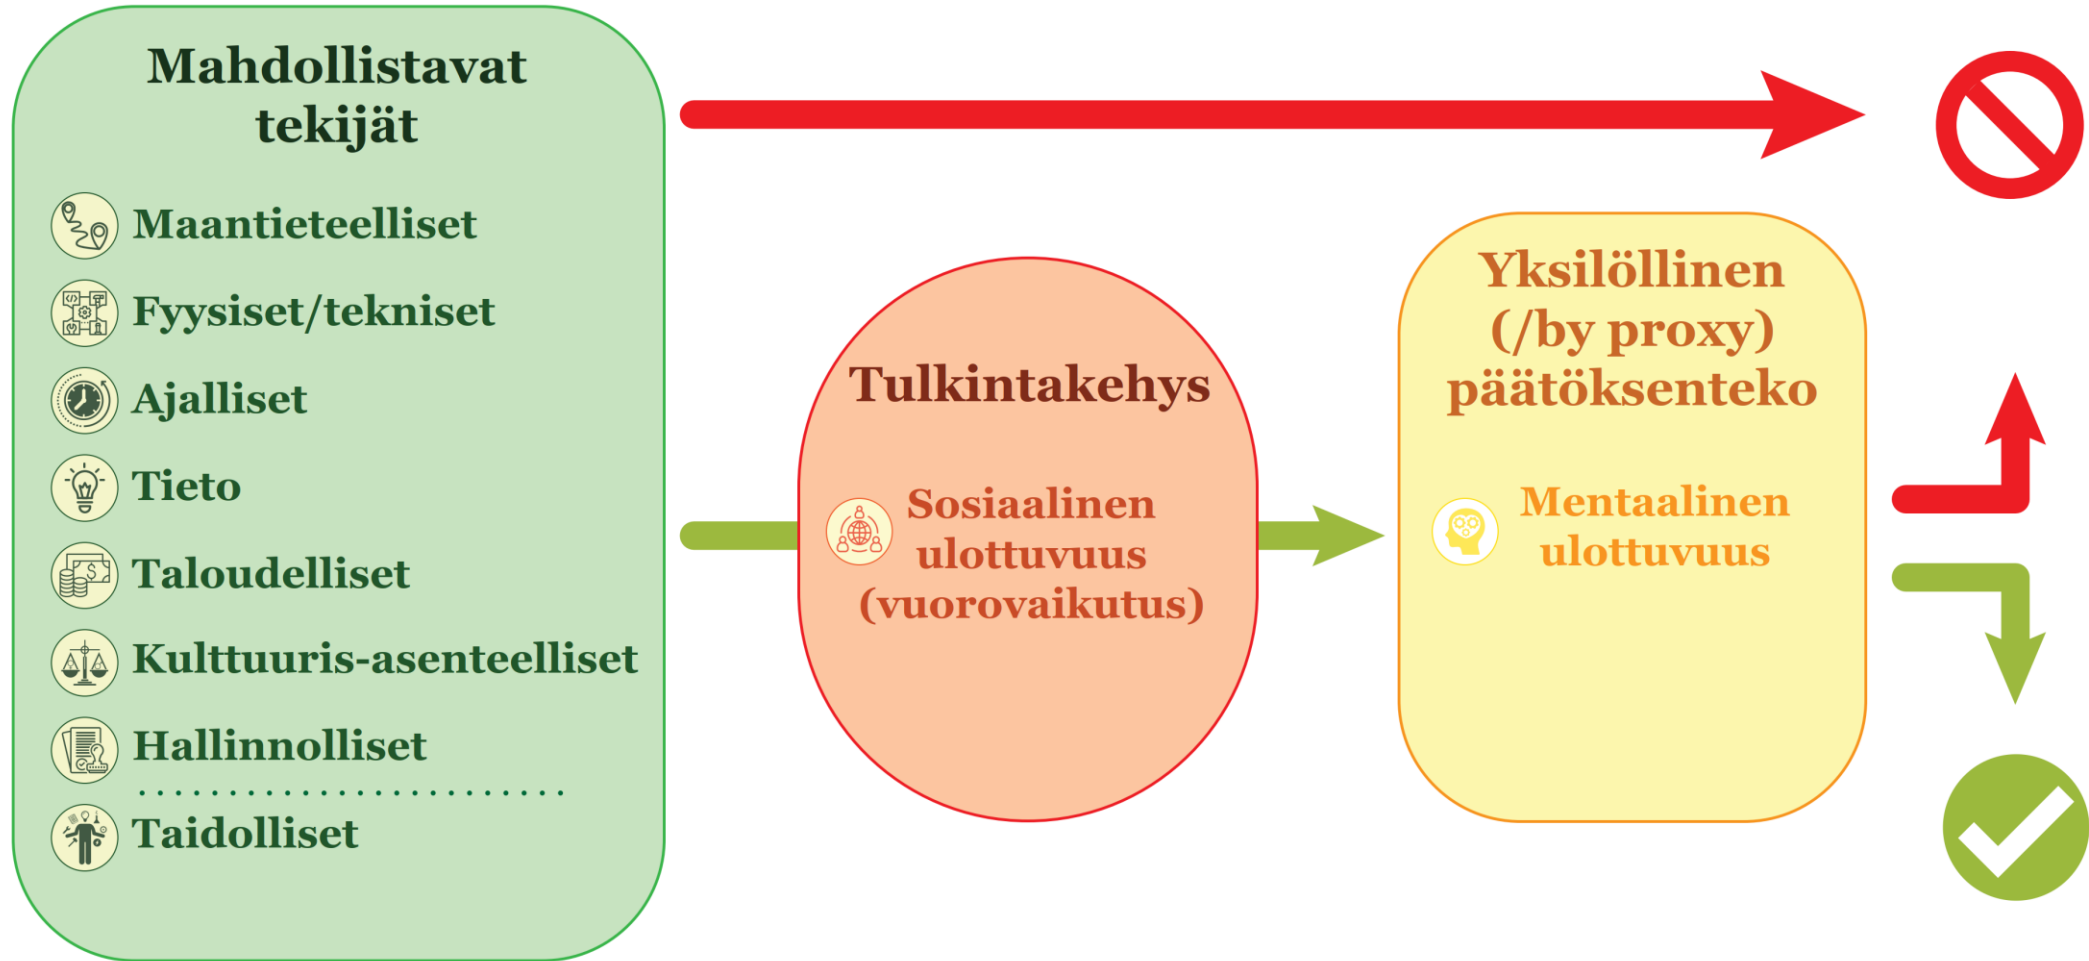 Mahdollistavat
tekijät
Maantieteelliset
Fyysiset/tekniset
Ajalliset
Tieto
Taloudelliset
Kulttuuris-asenteelliset
Hallinnolliset
Taidolliset
Tulkintakehys
Sosiaalinen
ulottuvuus
(vuorovaikutus)
Yksilöllinen
(/by proxy)
päätöksenteko
Mentaalinen
ulottuvuus